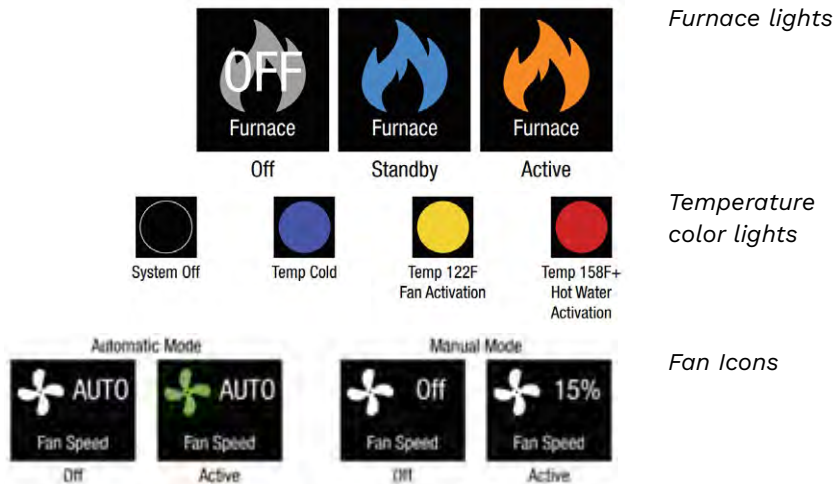 Furnace lights
OFF
Furnace
Furnace
Furnace
Off
Standby
Active
Temperature
color lights
System Off
Temp Cold
Temp 122F
Fan Activation
Temp 158F+
Hot Water
Activation
Fan Icons
Automatic Mode
Manual Mode
AUTO
Fan Speed
AUTO
Fan Speed
Off
Fan Speed
15%
Fan Speed
Off
Active
Off
Active